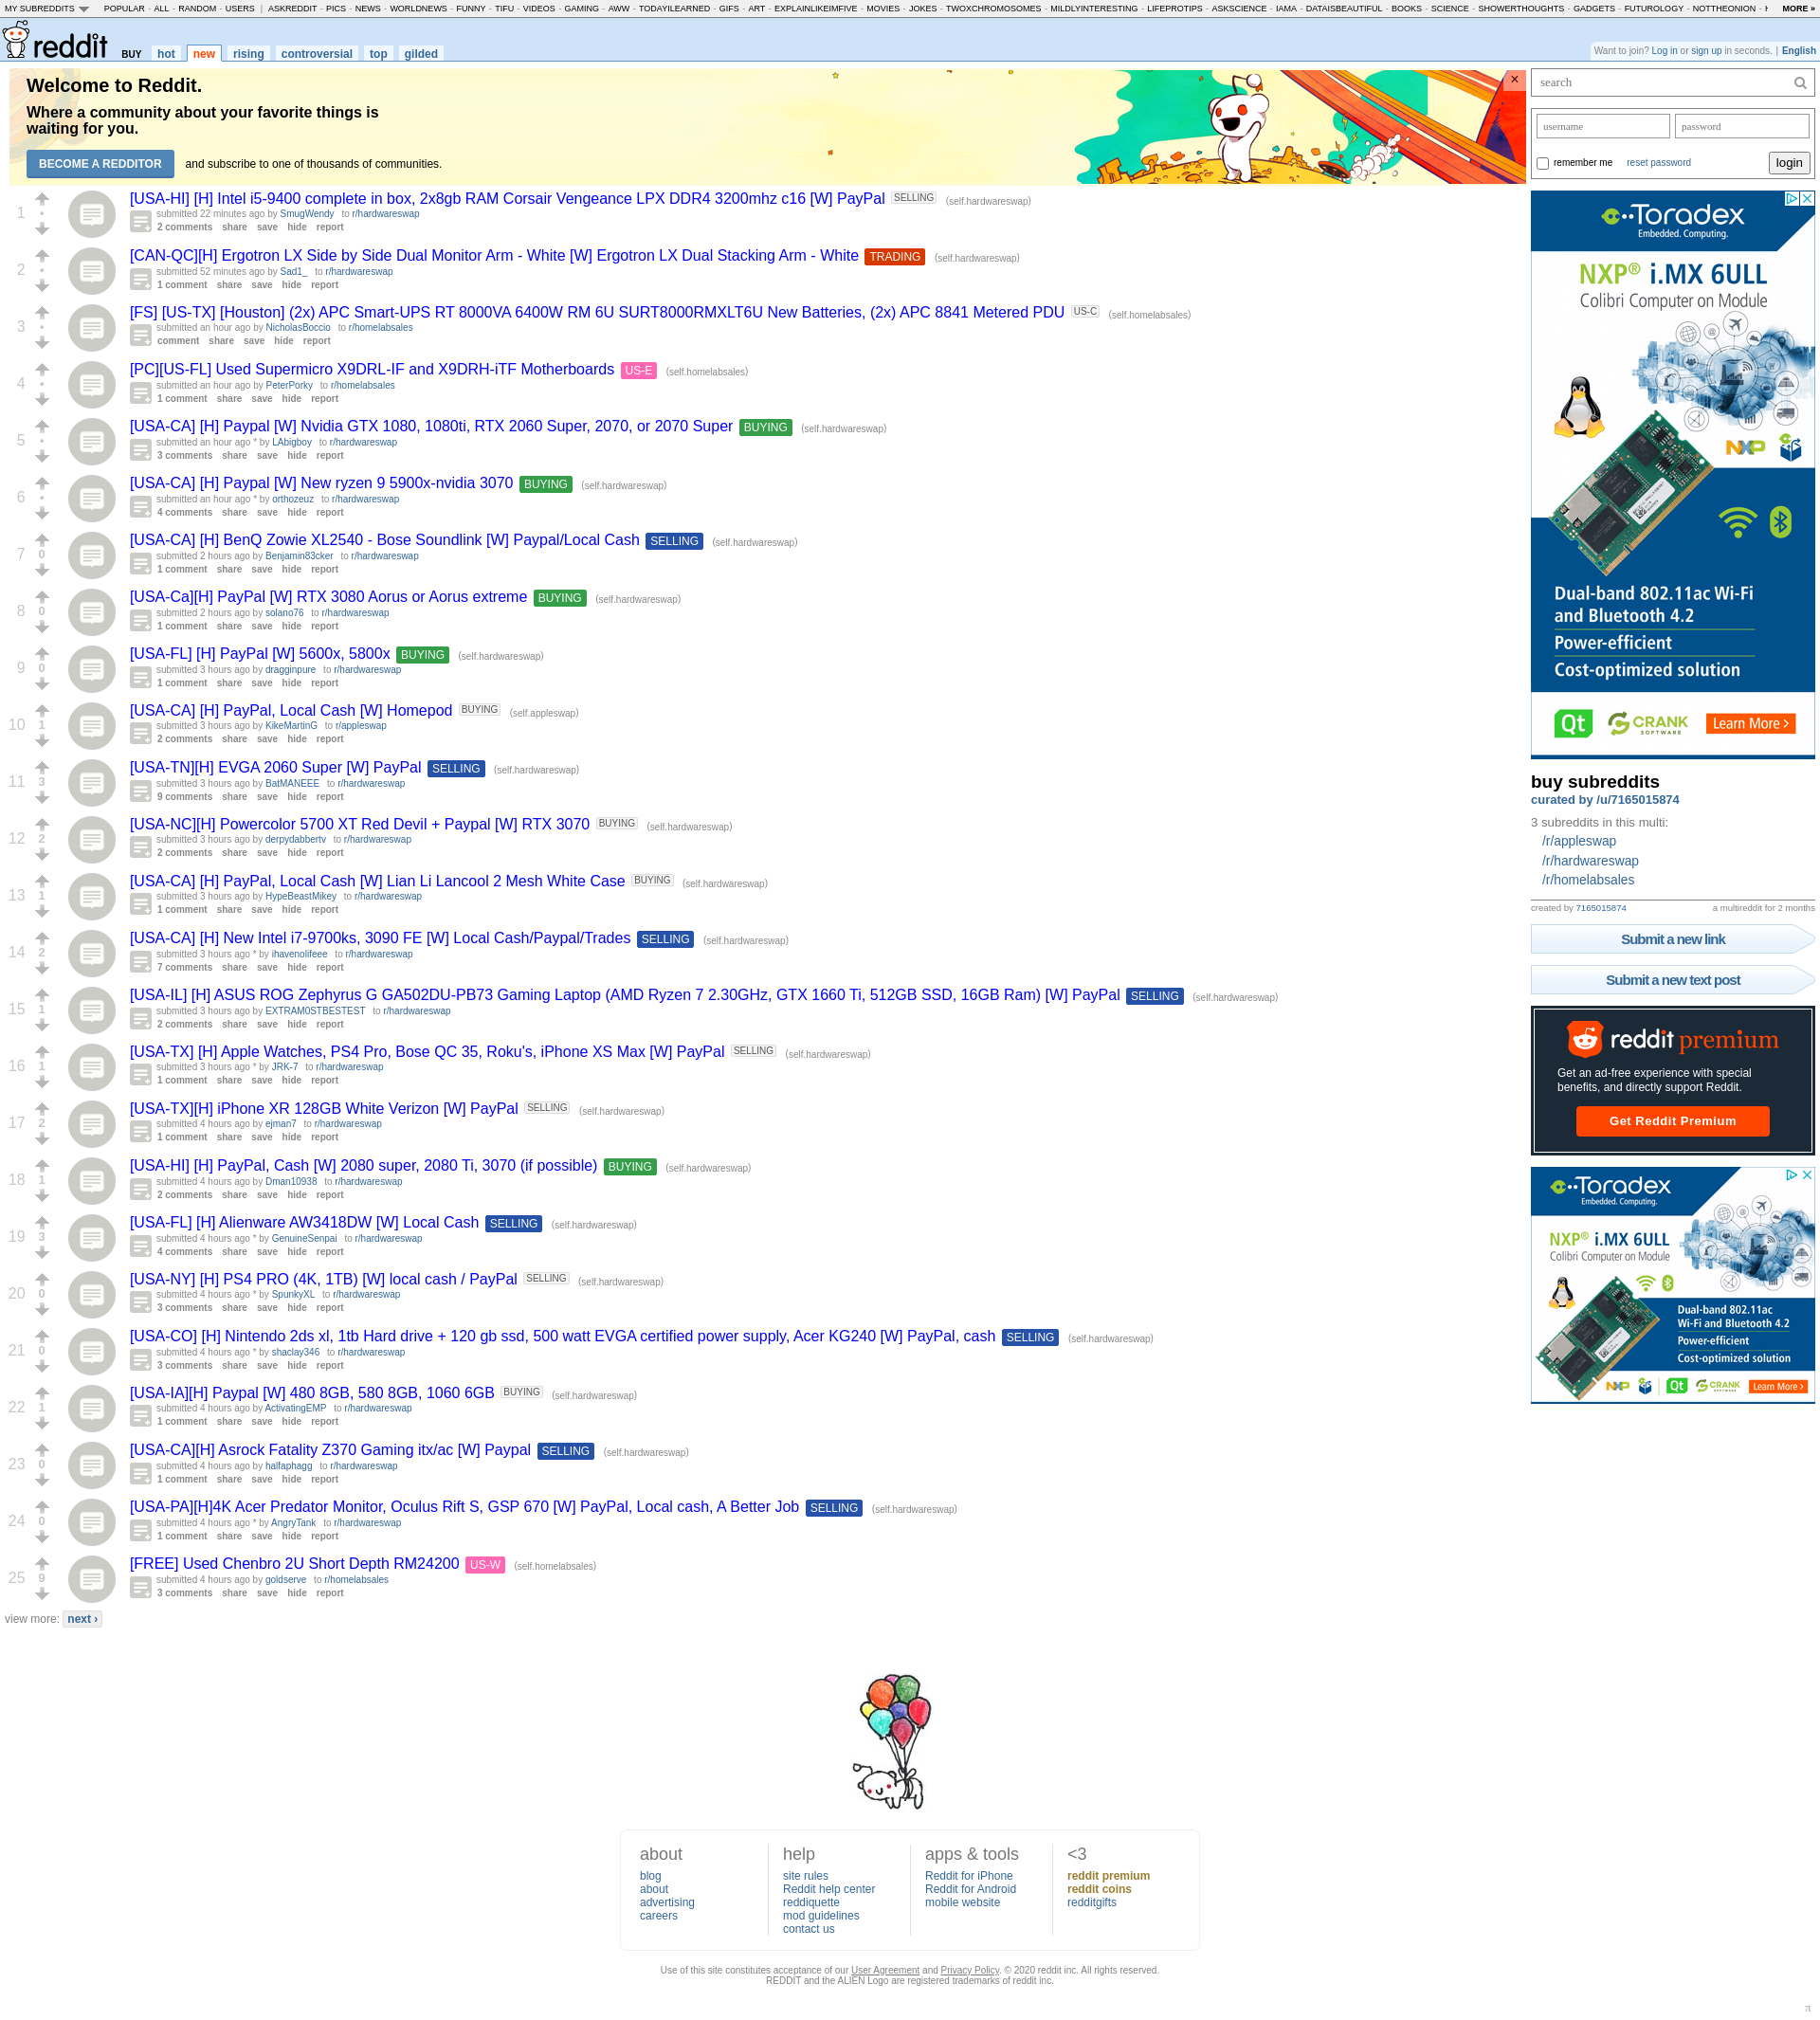 MY SUBREDDITS POPULAR - ALL - RANDOM - USERS | ASKREDDIT - PICS - NEWS - WORLDNEWS - FUNNY - TIFU - VIDEOS - GAMING - AWW - TODAYILEARNED - GIFS - ART - EXPLAINLIKEIMFIVE - MOVIES - JOKES - TWOXCHROMOSOMES - MILDLYINTERESTING - LIFEPROTIPS - ASKSCIENCE - IAMA - DATAISBEAUTIFUL - BOOKS - SCIENCE - SHOWERTHOUGHTS - GADGETS - FUTUROLOGY - NOTTHEONION - MORE »
reddit BUY hot new rising controversial top gilded
Want to join? Log in or sign up in seconds. | English
Welcome to Reddit.
Where a community about your favorite things is
waiting for you.
BECOME A REDDITOR and subscribe to one of thousands of communities.
1 [USA-HI] [H] Intel i5-9400 complete in box, 2x8gb RAM Corsair Vengeance LPX DDR4 3200mhz c16 [W] PayPal SELLING (self.hardwareswap)
submitted 22 minutes ago by SmugWendy to r/hardwareswap
2 comments share save hide report
2 [CAN-QC][H] Ergotron LX Side by Side Dual Monitor Arm - White [W] Ergotron LX Dual Stacking Arm - White TRADING (self.hardwareswap)
submitted 52 minutes ago by Sad1_ to r/hardwareswap
1 comment share save hide report
3 [FS] [US-TX] [Houston] (2x) APC Smart-UPS RT 8000VA 6400W RM 6U SURT8000RMXLT6U New Batteries, (2x) APC 8841 Metered PDU US-C (self.homelabsales)
submitted an hour ago by NicholasBoccio to r/homelabsales
comment share save hide report
4 [PC][US-FL] Used Supermicro X9DRL-IF and X9DRH-iTF Motherboards US-E (self.homelabsales)
submitted an hour ago by PeterPorky to r/homelabsales
1 comment share save hide report
5 [USA-CA] [H] Paypal [W] Nvidia GTX 1080, 1080ti, RTX 2060 Super, 2070, or 2070 Super BUYING (self.hardwareswap)
submitted an hour ago * by LAbigboy to r/hardwareswap
3 comments share save hide report
6 [USA-CA] [H] Paypal [W] New ryzen 9 5900x-nvidia 3070 BUYING (self.hardwareswap)
submitted an hour ago * by orthozeuz to r/hardwareswap
4 comments share save hide report
7 0 [USA-CA] [H] BenQ Zowie XL2540 - Bose Soundlink [W] Paypal/Local Cash SELLING (self.hardwareswap)
submitted 2 hours ago by Benjamin83cker to r/hardwareswap
1 comment share save hide report
8 0 [USA-Ca][H] PayPal [W] RTX 3080 Aorus or Aorus extreme BUYING (self.hardwareswap)
submitted 2 hours ago by solano76 to r/hardwareswap
1 comment share save hide report
9 0 [USA-FL] [H] PayPal [W] 5600x, 5800x BUYING (self.hardwareswap)
submitted 3 hours ago by dragginpure to r/hardwareswap
1 comment share save hide report
10 1 [USA-CA] [H] PayPal, Local Cash [W] Homepod BUYING (self.appleswap)
submitted 3 hours ago by KikeMartinG to r/appleswap
2 comments share save hide report
11 3 [USA-TN][H] EVGA 2060 Super [W] PayPal SELLING (self.hardwareswap)
submitted 3 hours ago by BatMANEEE to r/hardwareswap
9 comments share save hide report
12 2 [USA-NC][H] Powercolor 5700 XT Red Devil + Paypal [W] RTX 3070 BUYING (self.hardwareswap)
submitted 3 hours ago by derpydabbertv to r/hardwareswap
2 comments share save hide report
13 1 [USA-CA] [H] PayPal, Local Cash [W] Lian Li Lancool 2 Mesh White Case BUYING (self.hardwareswap)
submitted 3 hours ago by HypeBeastMikey to r/hardwareswap
1 comment share save hide report
14 2 [USA-CA] [H] New Intel i7-9700ks, 3090 FE [W] Local Cash/Paypal/Trades SELLING (self.hardwareswap)
submitted 3 hours ago * by ihavenolifeee to r/hardwareswap
7 comments share save hide report
15 1 [USA-IL] [H] ASUS ROG Zephyrus G GA502DU-PB73 Gaming Laptop (AMD Ryzen 7 2.30GHz, GTX 1660 Ti, 512GB SSD, 16GB Ram) [W] PayPal SELLING (self.hardwareswap)
submitted 3 hours ago by EXTRAM0STBESTEST to r/hardwareswap
2 comments share save hide report
16 1 [USA-TX] [H] Apple Watches, PS4 Pro, Bose QC 35, Roku's, iPhone XS Max [W] PayPal SELLING (self.hardwareswap)
submitted 3 hours ago * by JRK-7 to r/hardwareswap
1 comment share save hide report
17 2 [USA-TX][H] iPhone XR 128GB White Verizon [W] PayPal SELLING (self.hardwareswap)
submitted 4 hours ago by ejman7 to r/hardwareswap
1 comment share save hide report
18 1 [USA-HI] [H] PayPal, Cash [W] 2080 super, 2080 Ti, 3070 (if possible) BUYING (self.hardwareswap)
submitted 4 hours ago by Dman10938 to r/hardwareswap
2 comments share save hide report
19 3 [USA-FL] [H] Alienware AW3418DW [W] Local Cash SELLING (self.hardwareswap)
submitted 4 hours ago * by GenuineSenpai to r/hardwareswap
4 comments share save hide report
20 0 [USA-NY] [H] PS4 PRO (4K, 1TB) [W] local cash / PayPal SELLING (self.hardwareswap)
submitted 4 hours ago * by SpunkyXL to r/hardwareswap
3 comments share save hide report
21 0 [USA-CO] [H] Nintendo 2ds xl, 1tb Hard drive + 120 gb ssd, 500 watt EVGA certified power supply, Acer KG240 [W] PayPal, cash SELLING (self.hardwareswap)
submitted 4 hours ago * by shaclay346 to r/hardwareswap
3 comments share save hide report
22 1 [USA-IA][H] Paypal [W] 480 8GB, 580 8GB, 1060 6GB BUYING (self.hardwareswap)
submitted 4 hours ago by ActivatingEMP to r/hardwareswap
1 comment share save hide report
23 0 [USA-CA][H] Asrock Fatality Z370 Gaming itx/ac [W] Paypal SELLING (self.hardwareswap)
submitted 4 hours ago by halfaphagg to r/hardwareswap
1 comment share save hide report
24 0 [USA-PA][H]4K Acer Predator Monitor, Oculus Rift S, GSP 670 [W] PayPal, Local cash, A Better Job SELLING (self.hardwareswap)
submitted 4 hours ago * by AngryTank to r/hardwareswap
1 comment share save hide report
25 9 [FREE] Used Chenbro 2U Short Depth RM24200 US-W (self.homelabsales)
submitted 4 hours ago by goldserve to r/homelabsales
3 comments share save hide report
view more: next ›
search
username password
remember me reset password login
Toradex
Embedded. Computing.
NXP® i.MX 6ULL
Colibri Computer on Module
NXP
Dual-band 802.11ac Wi-Fi
and Bluetooth 4.2
Power-efficient
Cost-optimized solution
Qt CRANK SOFTWARE Learn More >
buy subreddits
curated by /u/7165015874
3 subreddits in this multi:
/r/appleswap
/r/hardwareswap
/r/homelabsales
created by 7165015874 a multireddit for 2 months
Submit a new link
Submit a new text post
reddit premium
Get an ad-free experience with special
benefits, and directly support Reddit.
Get Reddit Premium
Toradex
Embedded. Computing.
NXP® i.MX 6ULL
Colibri Computer on Module
Dual-band 802.11ac
Wi-Fi and Bluetooth 4.2
Power-efficient
Cost-optimized solution
NXP Qt CRANK SOFTWARE Learn More >
about
blog
about
advertising
careers
help
site rules
Reddit help center
reddiquette
mod guidelines
contact us
apps & tools
Reddit for iPhone
Reddit for Android
mobile website
<3
reddit premium
reddit coins
redditgifts
Use of this site constitutes acceptance of our User Agreement and Privacy Policy. © 2020 reddit inc. All rights reserved.
REDDIT and the ALIEN Logo are registered trademarks of reddit inc.
π